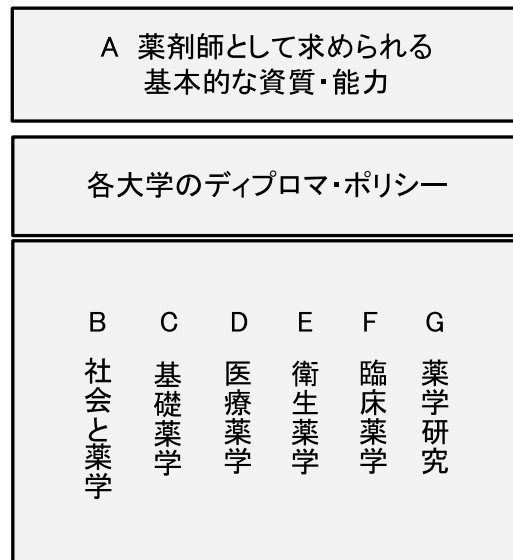 A 薬剤師として求められる
基本的な資質・能力
各大学のディプロマ・ポリシー
B 社会と薬学
C 基礎薬学
D 医療薬学
E 衛生薬学
F 臨床薬学
G 薬学研究